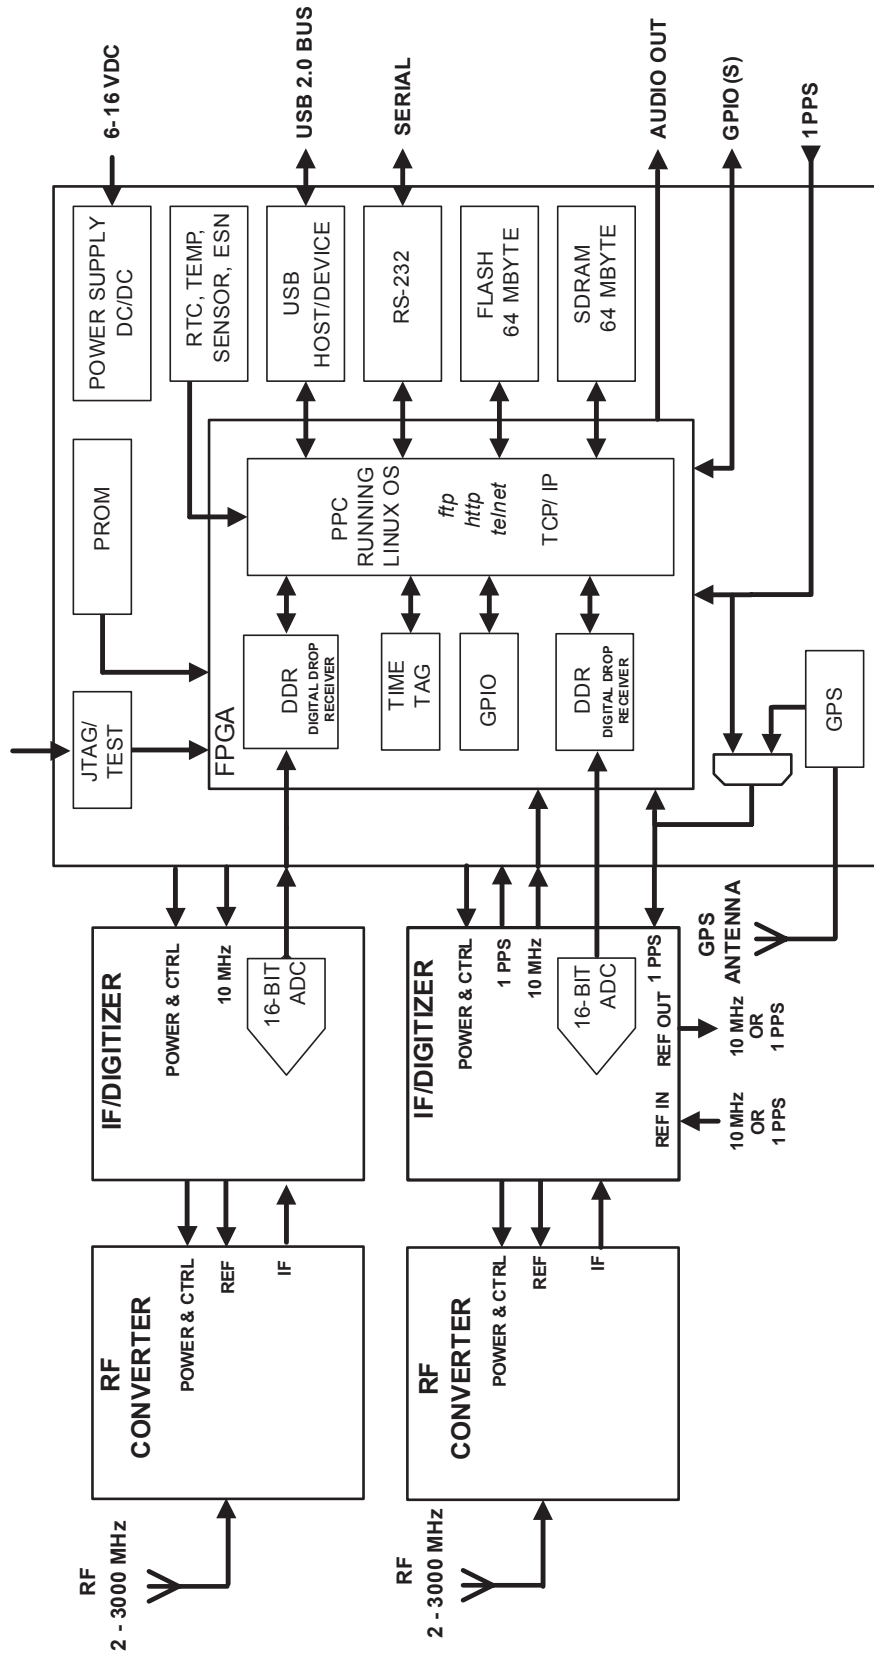 RF
2 - 3000 MHz
RF
CONVERTER
POWER & CTRL
REF
IF
IF/DIGITIZER
POWER & CTRL
10 MHz
16-BIT
ADC
JTAG/
TEST
PROM
POWER SUPPLY
DC/DC
6-16 VDC
RTC, TEMP,
SENSOR, ESN
USB
HOST/DEVICE
USB 2.0 BUS
RS-232
SERIAL
FLASH
64 MBYTE
SDRAM
64 MBYTE
FPGA
DDR
DIGITAL DROP
RECEIVER
TIME
TAG
GPIO
DDR
DIGITAL DROP
RECEIVER
PPC
RUNNING
LINUX OS
ftp
http
telnet
TCP/ IP
AUDIO OUT
GPIO (S)
1PPS
RF
2 - 3000 MHz
RF
CONVERTER
POWER & CTRL
REF
IF
IF/DIGITIZER
POWER & CTRL
1 PPS
10 MHz
16-BIT
ADC
REF IN
REF OUT
1 PPS
10 MHz
OR
1 PPS
10 MHz
OR
1 PPS
GPS
ANTENNA
GPS